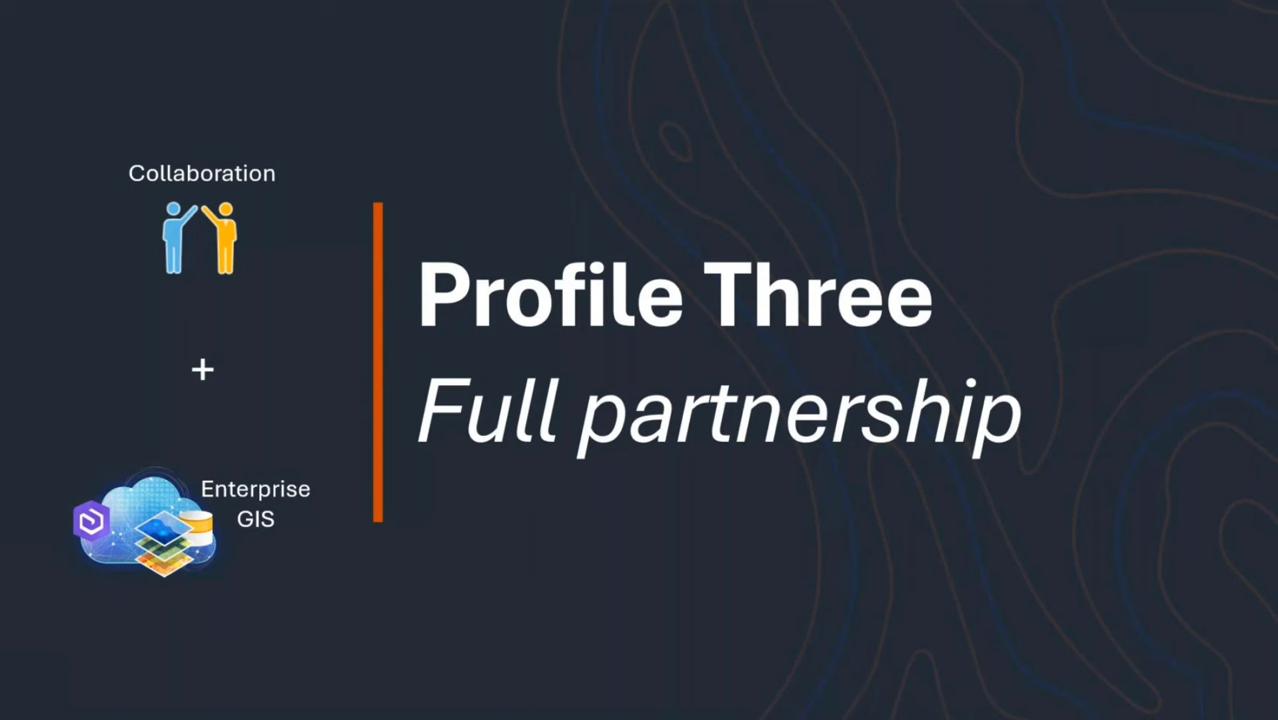 Collaboration
+
Enterprise
GIS
Profile Three
Full partnership